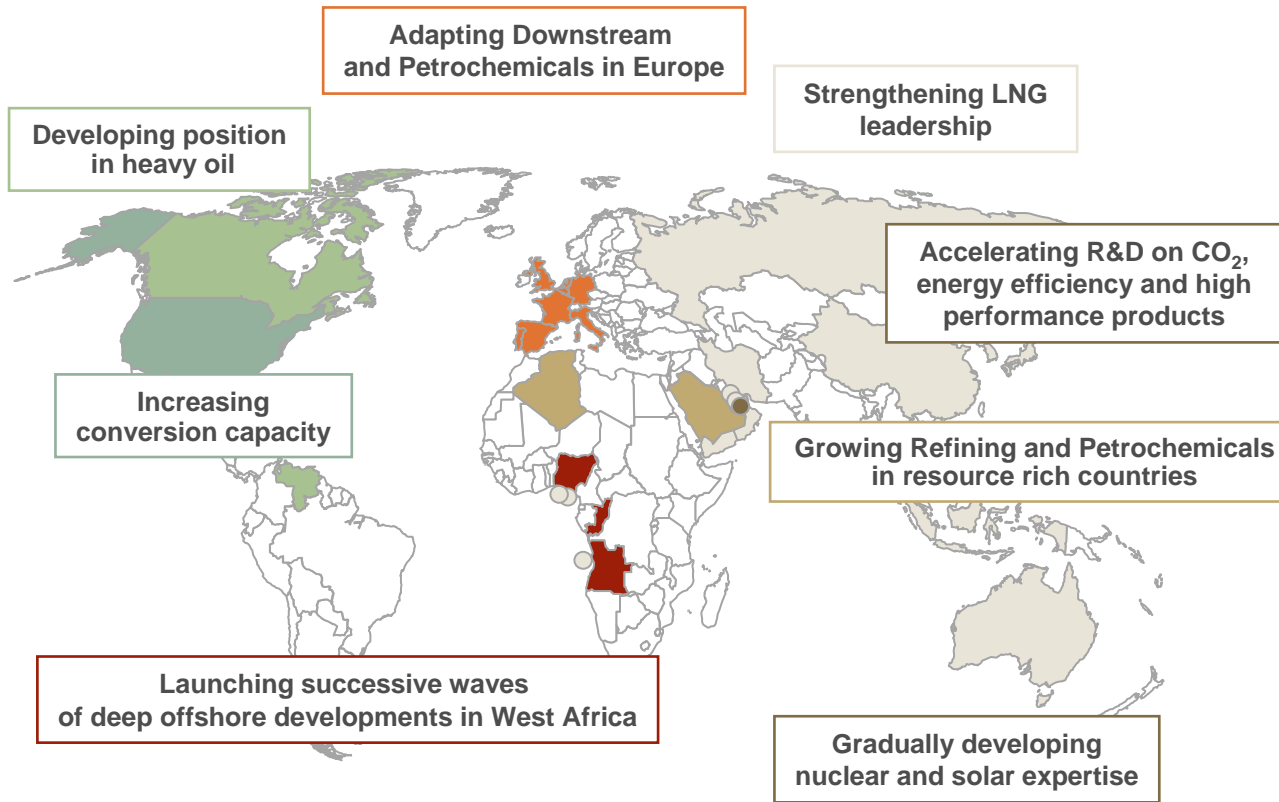 Adapting Downstream
and Petrochemicals in Europe
Strengthening LNG
leadership
Developing position
in heavy oil
Accelerating R&D on CO₂,
energy efficiency and high
performance products
Increasing
conversion capacity
Growing Refining and Petrochemicals
in resource rich countries
Launching successive waves
of deep offshore developments in West Africa
Gradually developing
nuclear and solar expertise